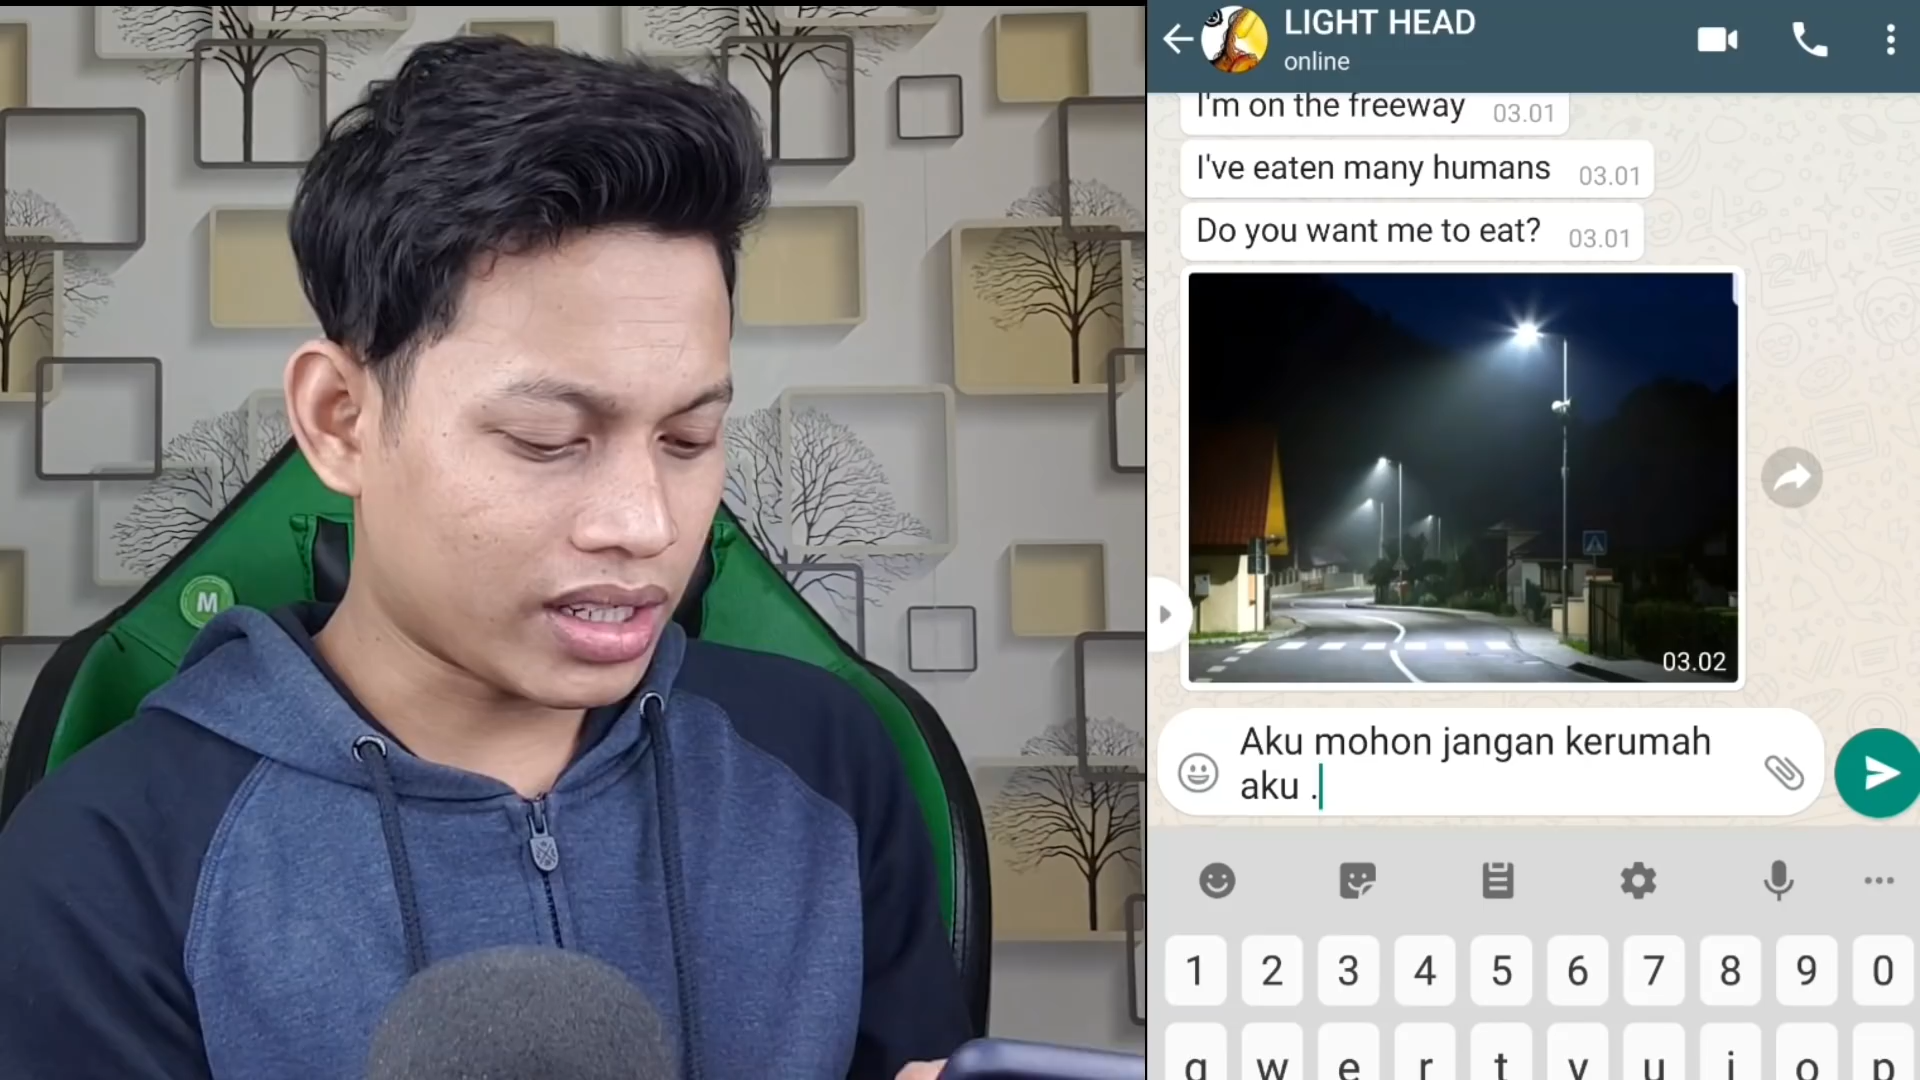 LIGHT HEAD
online
I'm on the freeway 03.01
I've eaten many humans 03.01
Do you want me to eat? 03.01
03.02
Aku mohon jangan kerumah
aku .
1 2 3 4 5 6 7 8 9 0
q w e r t y u i o p
M